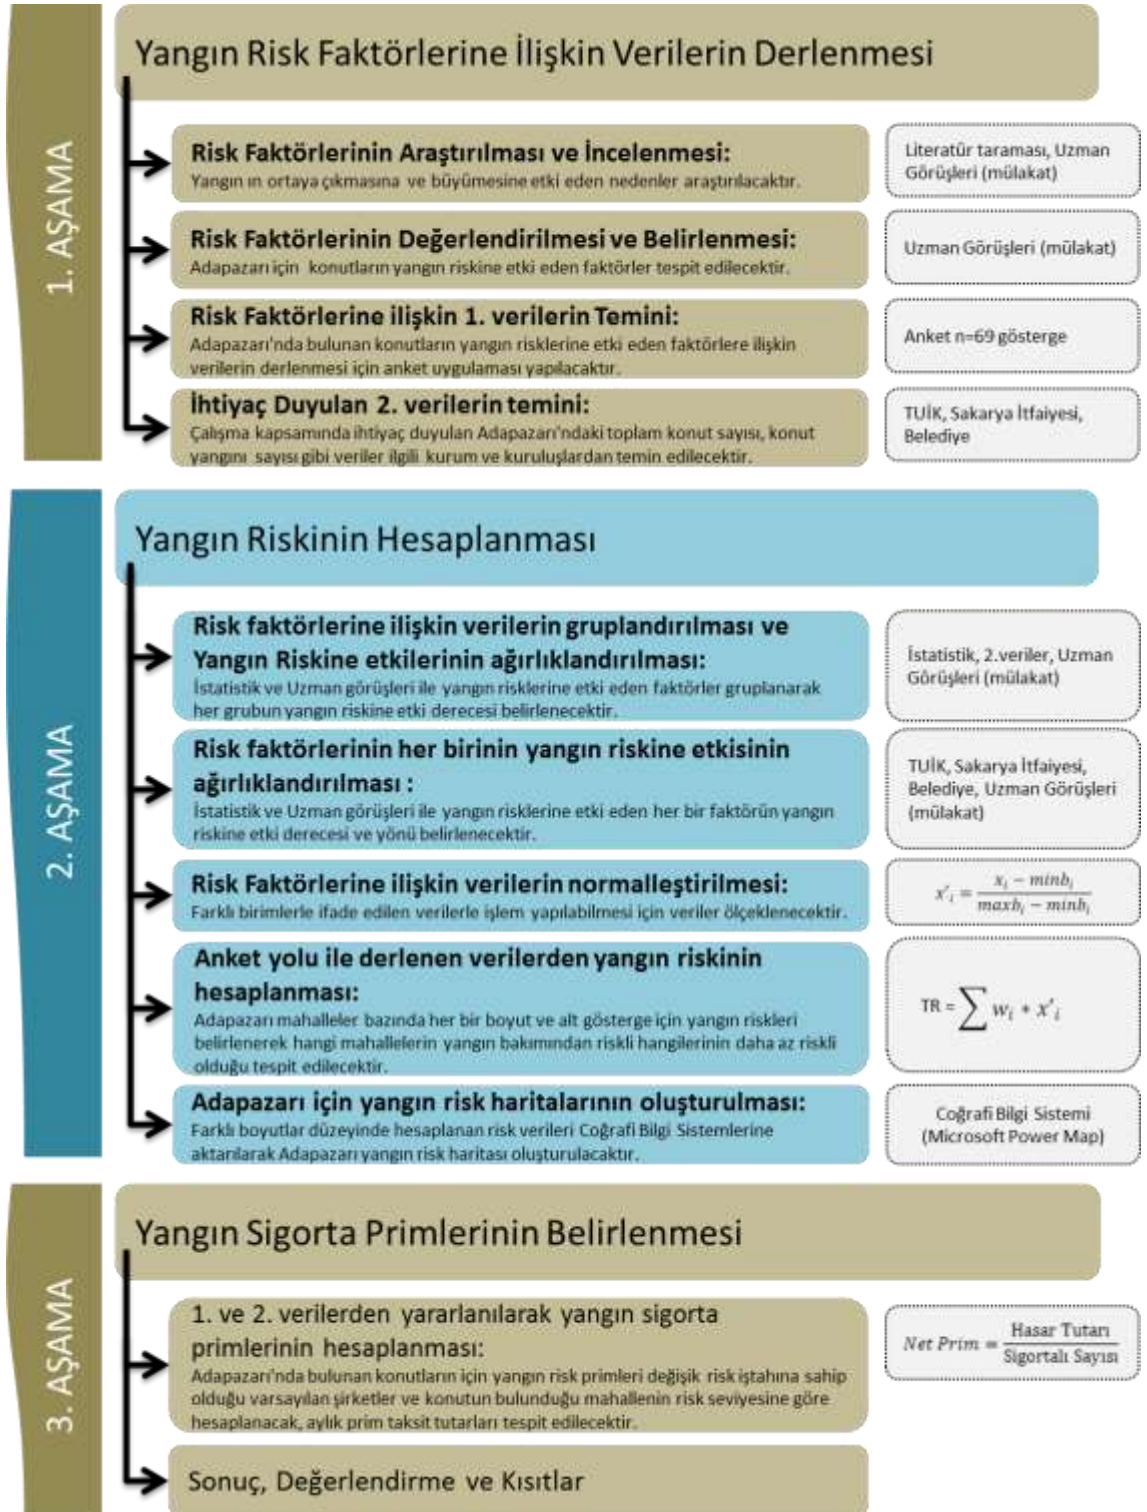 1. AŞAMA
Yangın Risk Faktörlerine İlişkin Verilerin Derlenmesi
Risk Faktörlerinin Araştırılması ve İncelenmesi:
Yangın ın ortaya çıkmasına ve büyümesine etki eden nedenler araştırılacaktır.
Literatür taraması, Uzman
Görüşleri (mülakat)
Risk Faktörlerinin Değerlendirilmesi ve Belirlenmesi:
Adapazarı için konutların yangın riskine etki eden faktörler tespit edilecektir.
Uzman Görüşleri (mülakat)
Risk Faktörlerine ilişkin 1. verilerin Temini:
Adapazarı'nda bulunan konutların yangın risklerine etki eden faktörlere ilişkin
verilerin derlenmesi için anket uygulaması yapılacaktır.
Anket n=69 gösterge
İhtiyaç Duyulan 2. verilerin temini:
Çalışma kapsamında ihtiyaç duyulan Adapazarı'ndaki toplam konut sayısı, konut
yangını sayısı gibi veriler ilgili kurum ve kuruluşlardan temin edilecektir.
TUİK, Sakarya İtfaiyesi,
Belediye
2. AŞAMA
Yangın Riskinin Hesaplanması
Risk faktörlerine ilişkin verilerin gruplandırılması ve
Yangın Riskine etkilerinin ağırlıklandırılması:
İstatistik ve Uzman görüşleri ile yangın risklerine etki eden faktörler gruplanarak
her grubun yangın riskine etki derecesi belirlenecektir.
İstatistik, 2.veriler, Uzman
Görüşleri (mülakat)
Risk faktörlerinin her birinin yangın riskine etkisinin
ağırlıklandırılması :
İstatistik ve Uzman görüşleri ile yangın risklerine etki eden her bir faktörün yangın
riskine etki derecesi ve yönü belirlenecektir.
TUİK, Sakarya İtfaiyesi,
Belediye, Uzman Görüşleri
(mülakat)
Risk Faktörlerine ilişkin verilerin normalleştirilmesi:
Farklı birimlerle ifade edilen verilerle işlem yapılabilmesi için veriler ölçeklenecektir.
x'ᵢ = (xᵢ − minbᵢ) / (maxbᵢ − minbᵢ)
Anket yolu ile derlenen verilerden yangın riskinin
hesaplanması:
Adapazarı mahalleler bazında her bir boyut ve alt gösterge için yangın riskleri
belirlenerek hangi mahallelerin yangın bakımından riskli hangilerinin daha az riskli
olduğu tespit edilecektir.
TR = ∑ wᵢ * x'ᵢ
Adapazarı için yangın risk haritalarının oluşturulması:
Farklı boyutlar düzeyinde hesaplanan risk verileri Coğrafi Bilgi Sistemlerine
aktarılarak Adapazarı yangın risk haritası oluşturulacaktır.
Coğrafi Bilgi Sistemi
(Microsoft Power Map)
3. AŞAMA
Yangın Sigorta Primlerinin Belirlenmesi
1. ve 2. verilerden yararlanılarak yangın sigorta
primlerinin hesaplanması:
Adapazarı'nda bulunan konutların için yangın risk primleri değişik risk iştahına sahip
olduğu varsayılan şirketler ve konutun bulunduğu mahallenin risk seviyesine göre
hesaplanacak, aylık prim taksit tutarları tespit edilecektir.
Net Prim = Hasar Tutarı / Sigortalı Sayısı
Sonuç, Değerlendirme ve Kısıtlar